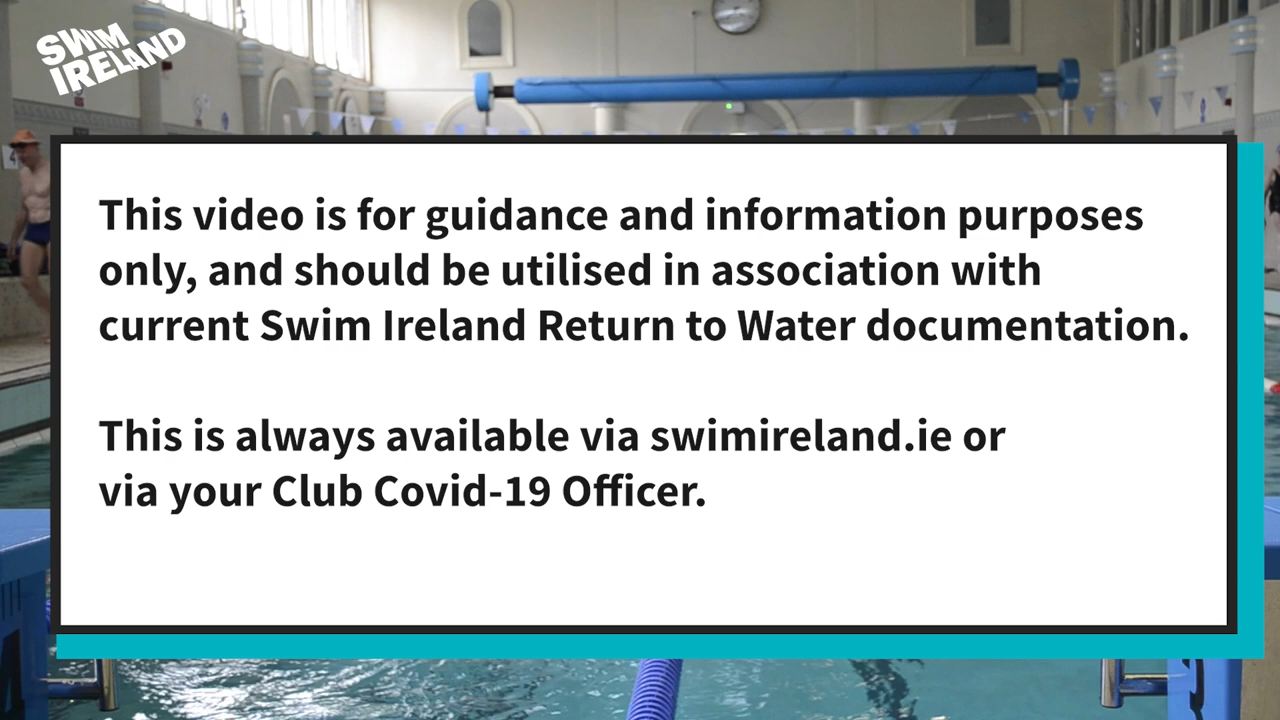 SWIM
IRELAND
4
This video is for guidance and information purposes
only, and should be utilised in association with
current Swim Ireland Return to Water documentation.
This is always available via swimireland.ie or
via your Club Covid-19 Officer.